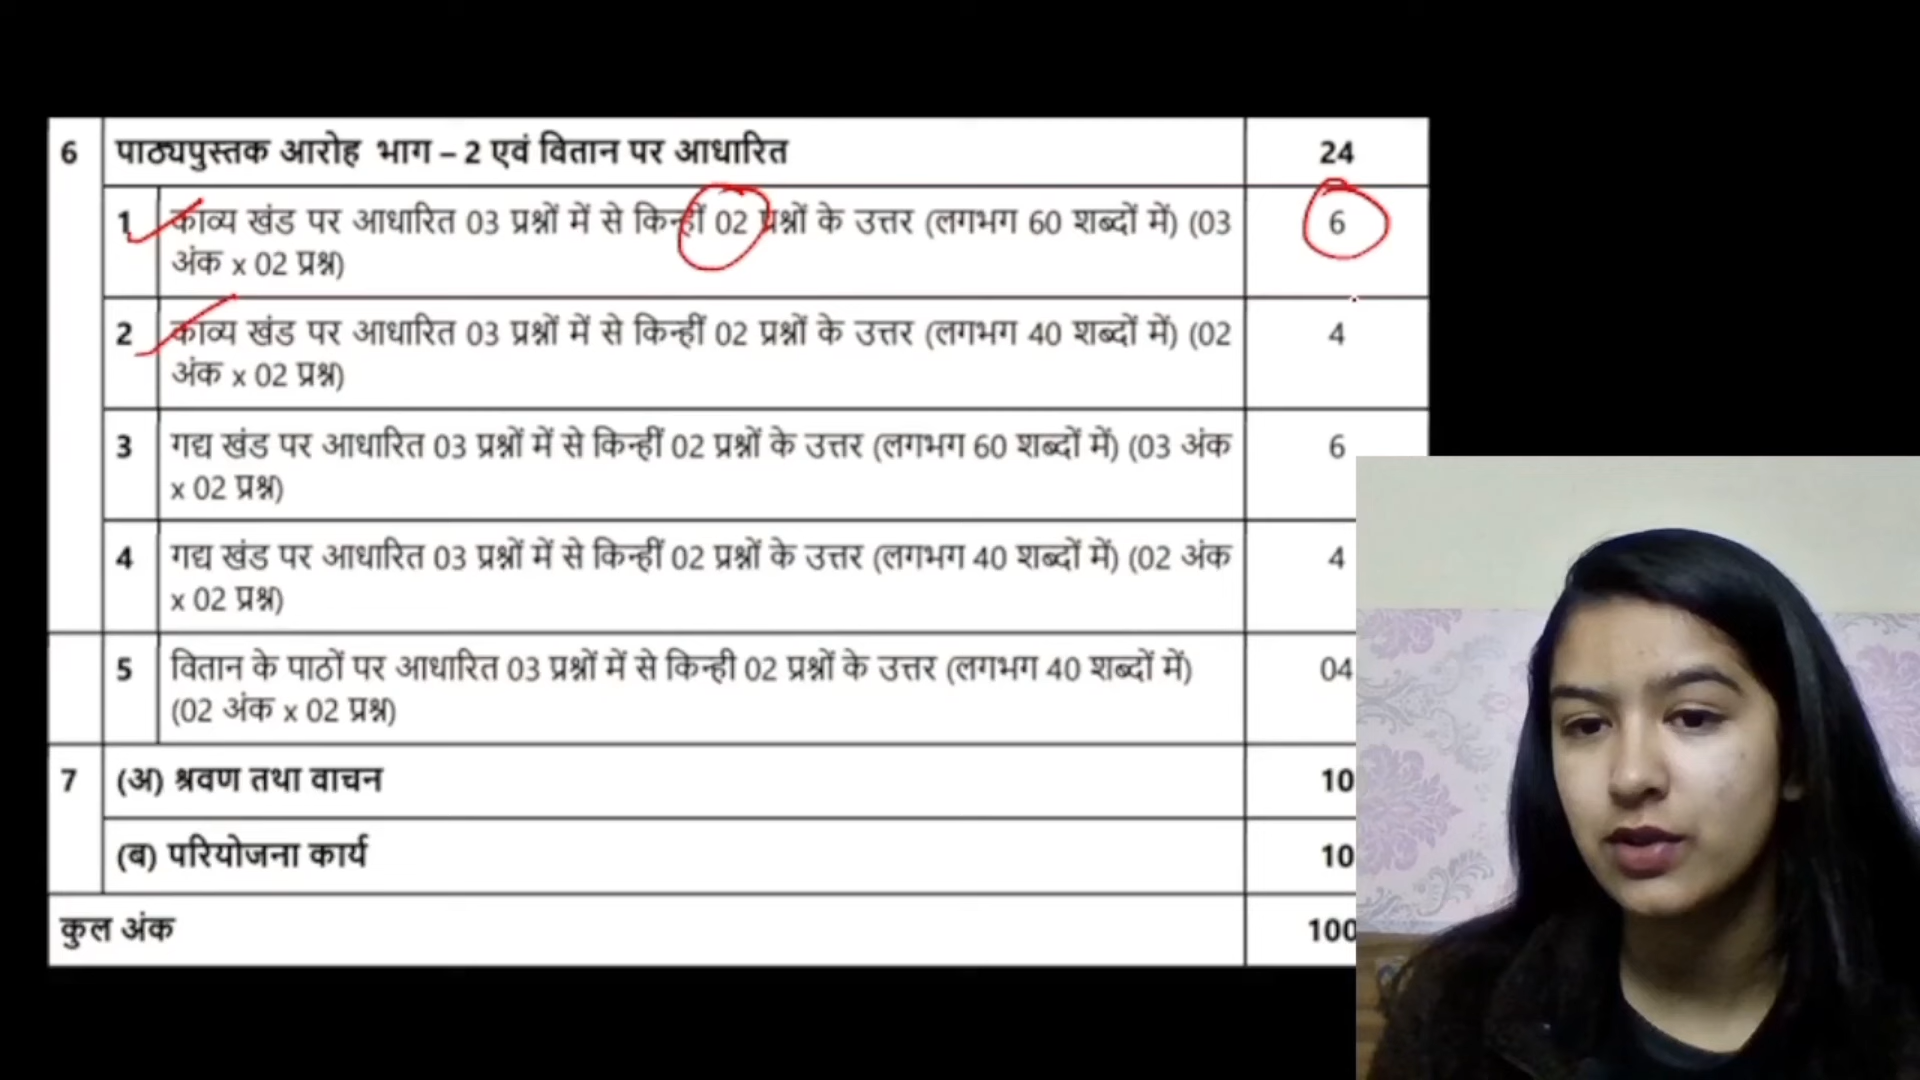 6 पाठ्यपुस्तक आरोह भाग – 2 एवं वितान पर आधारित 24
1 काव्य खंड पर आधारित 03 प्रश्नों में से किन्हीं 02 प्रश्नों के उत्तर (लगभग 60 शब्दों में) (03 6
अंक x 02 प्रश्न)
2 काव्य खंड पर आधारित 03 प्रश्नों में से किन्हीं 02 प्रश्नों के उत्तर (लगभग 40 शब्दों में) (02 4
अंक x 02 प्रश्न)
3 गद्य खंड पर आधारित 03 प्रश्नों में से किन्हीं 02 प्रश्नों के उत्तर (लगभग 60 शब्दों में) (03 अंक 6
x 02 प्रश्न)
4 गद्य खंड पर आधारित 03 प्रश्नों में से किन्हीं 02 प्रश्नों के उत्तर (लगभग 40 शब्दों में) (02 अंक 4
x 02 प्रश्न)
5 वितान के पाठों पर आधारित 03 प्रश्नों में से किन्ही 02 प्रश्नों के उत्तर (लगभग 40 शब्दों में) 04
(02 अंक x 02 प्रश्न)
7 (अ) श्रवण तथा वाचन 10
(ब) परियोजना कार्य 10
कुल अंक 100